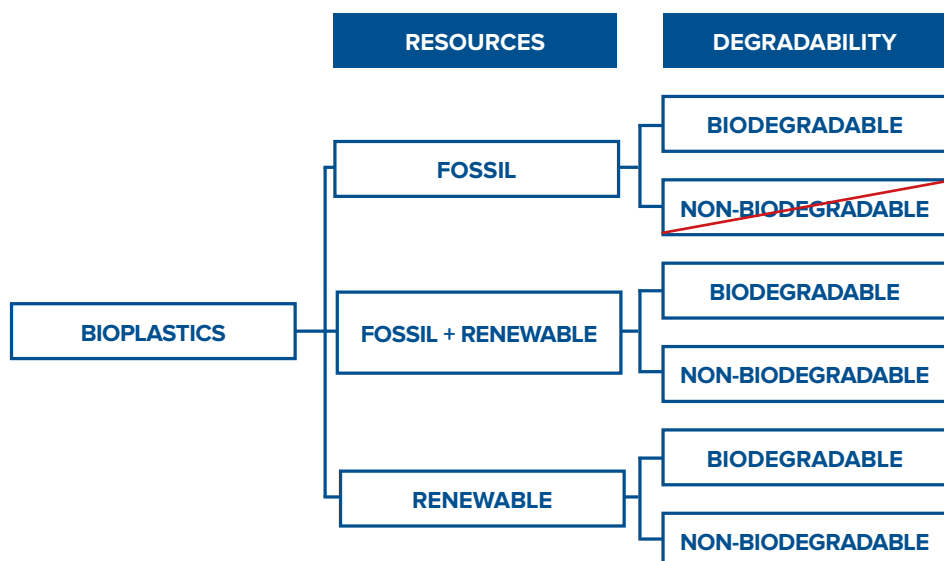 RESOURCES
DEGRADABILITY
BIODEGRADABLE
FOSSIL
NON-BIODEGRADABLE
BIODEGRADABLE
BIOPLASTICS
FOSSIL + RENEWABLE
NON-BIODEGRADABLE
BIODEGRADABLE
RENEWABLE
NON-BIODEGRADABLE